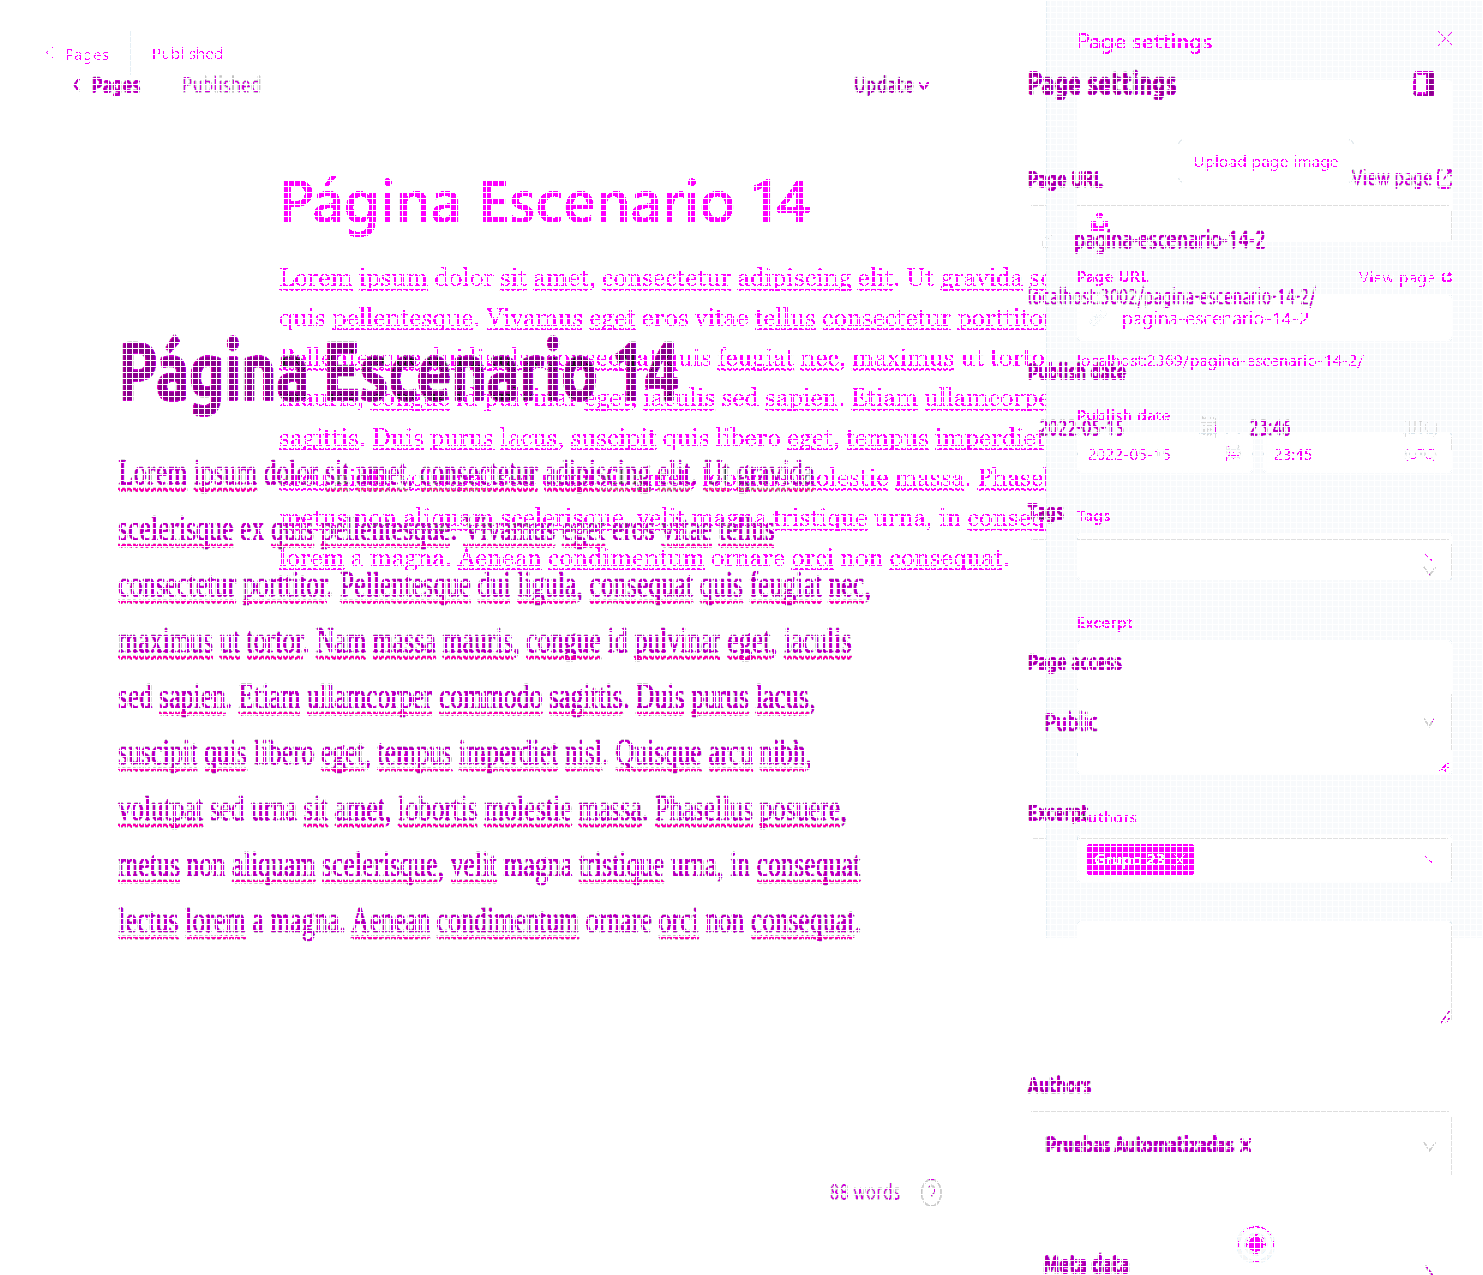 Pages
Published
Page settings
Pages
Published
Update
Page settings
Upload page image
Page URL
View page
Página Escenario 14
pagina-escenario-14-2
Lorem ipsum dolor sit amet, consectetur adipiscing elit. Ut gravida
Page URL
View page
localhost:3002/pagina-escenario-14-2/
quis pellentesque. Vivamus eget eros vitae tellus consectetur porttitor
pagina-escenario-14-2
quis feugiat nec, maximus ut tortor
localhost:2369/pagina-escenario-14-2/
Página Escenario 14
Publish date
mauris, congue id pulvinar eget, iaculis sed sapien. Etiam ullamcorper
Publish date
2022-05-15
23:46
(UTC)
sagittis. Duis purus lacus, suscipit quis libero eget, tempus imperdiet
2022-05-15
23:45
(UTC)
Lorem ipsum dolor sit amet, consectetur adipiscing elit. Ut gravida
molestie massa.
Tags
Tags
metus non aliquam scelerisque, velit magna tristique urna, in
scelerisque ex quis pellentesque. Vivamus eget eros vitae tellus
lorem a magna. Aenean condimentum ornare orci non consequat.
consectetur porttitor. Pellentesque dui ligula, consequat quis feugiat nec,
Excerpt
maximus ut tortor. Nam massa mauris, congue id pulvinar eget, iaculis
Page access
sed sapien. Etiam ullamcorper commodo sagittis. Duis purus lacus,
Public
suscipit quis libero eget, tempus imperdiet nisl. Quisque arcu nibh,
volutpat sed urna sit amet, lobortis molestie massa. Phasellus posuere,
Excerpt
Authors
metus non aliquam scelerisque, velit magna tristique urna, in consequat
lectus lorem a magna. Aenean condimentum ornare orci non consequat.
Authors
Pruebas Automatizadas ×
88 words
?
Meta data